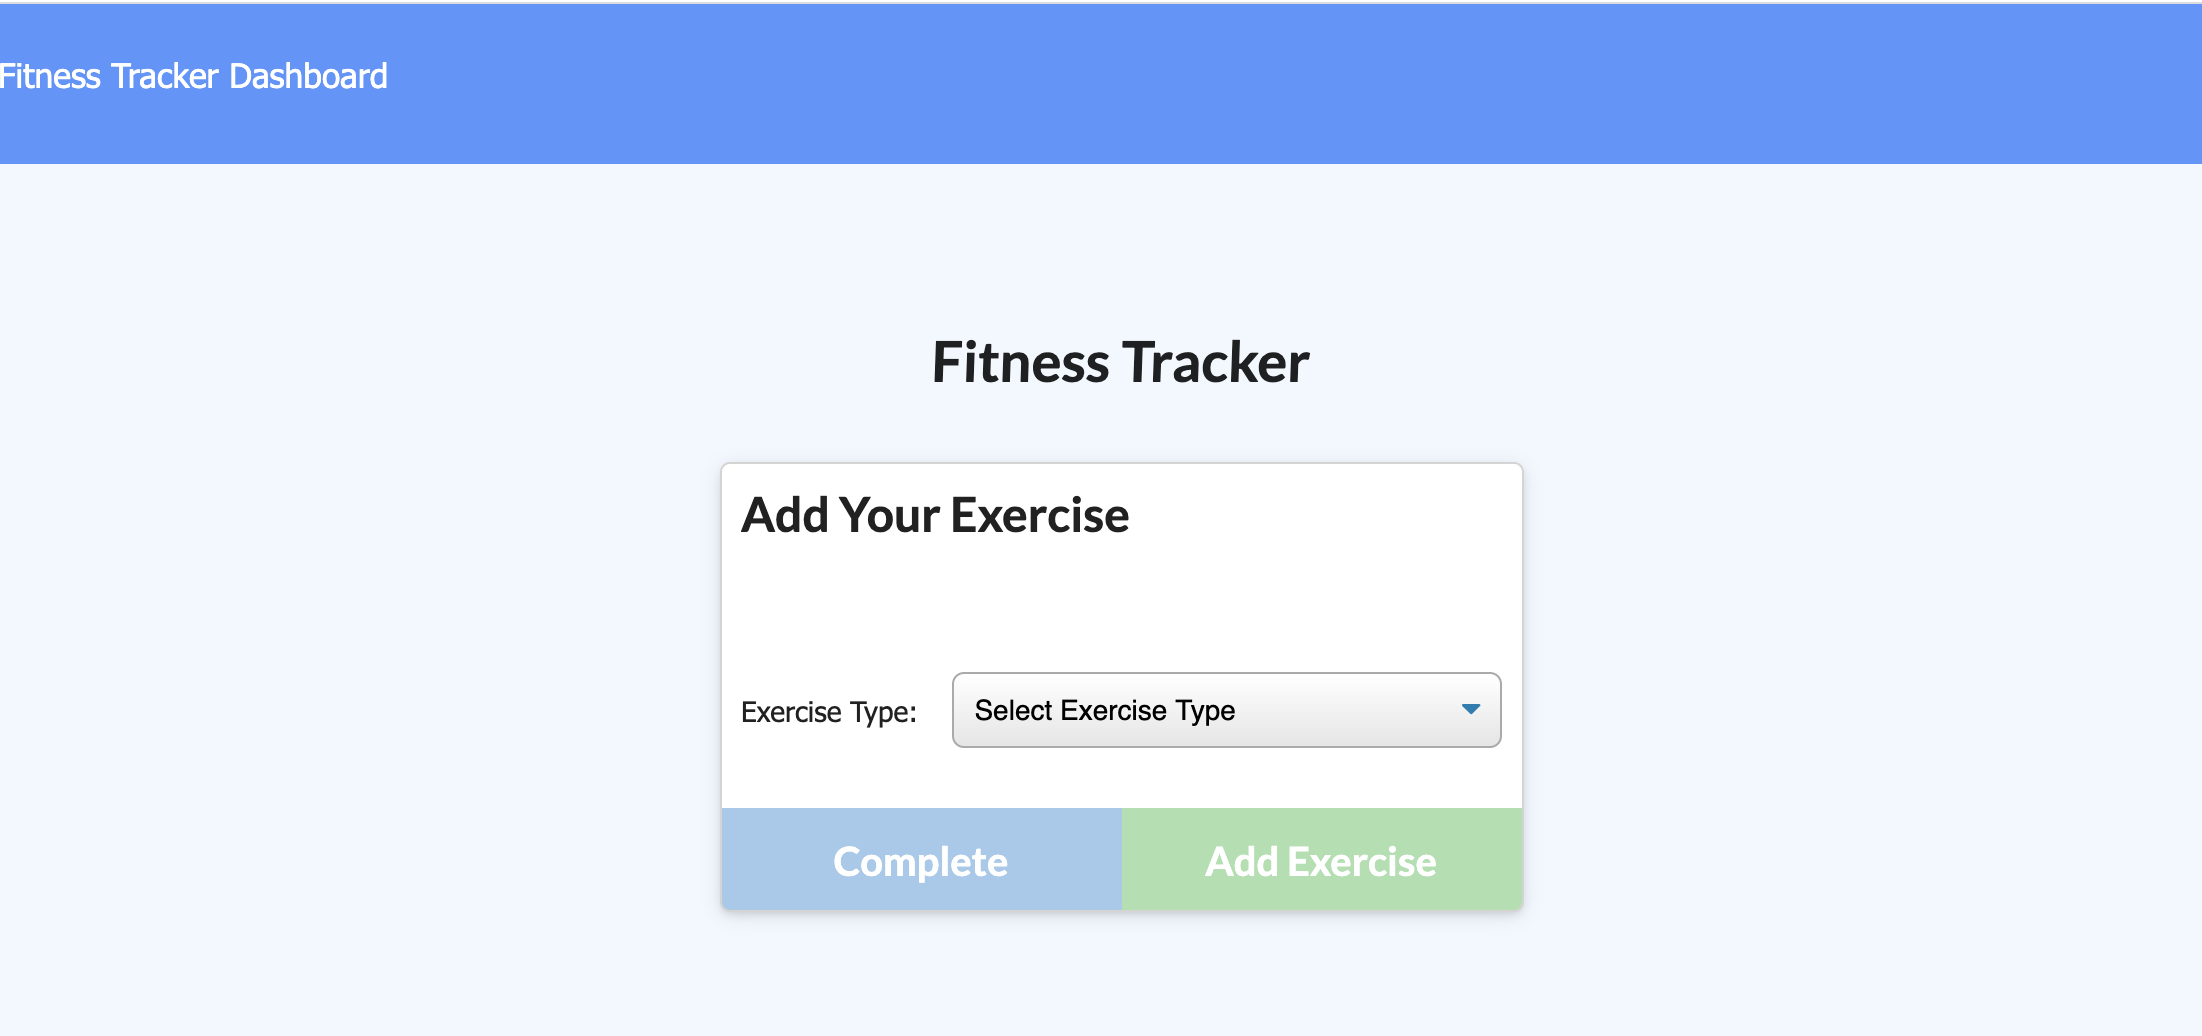 Fitness Tracker Dashboard
Fitness Tracker
Add Your Exercise
Exercise Type: Select Exercise Type
Complete Add Exercise